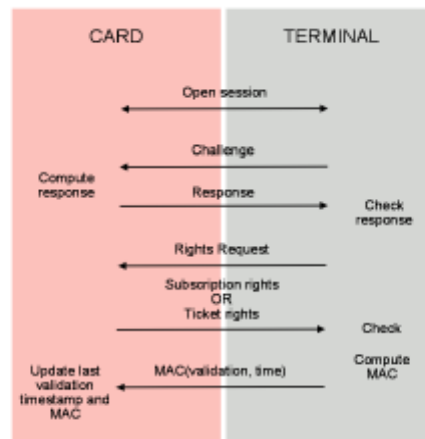 CARD TERMINAL
Open session
Challenge
Compute
response
Response
Check
response
Rights Request
Subscription rights
OR
Ticket rights
Check
Compute
MAC
MAC(validation, time)
Update last
validation
timestamp and
MAC